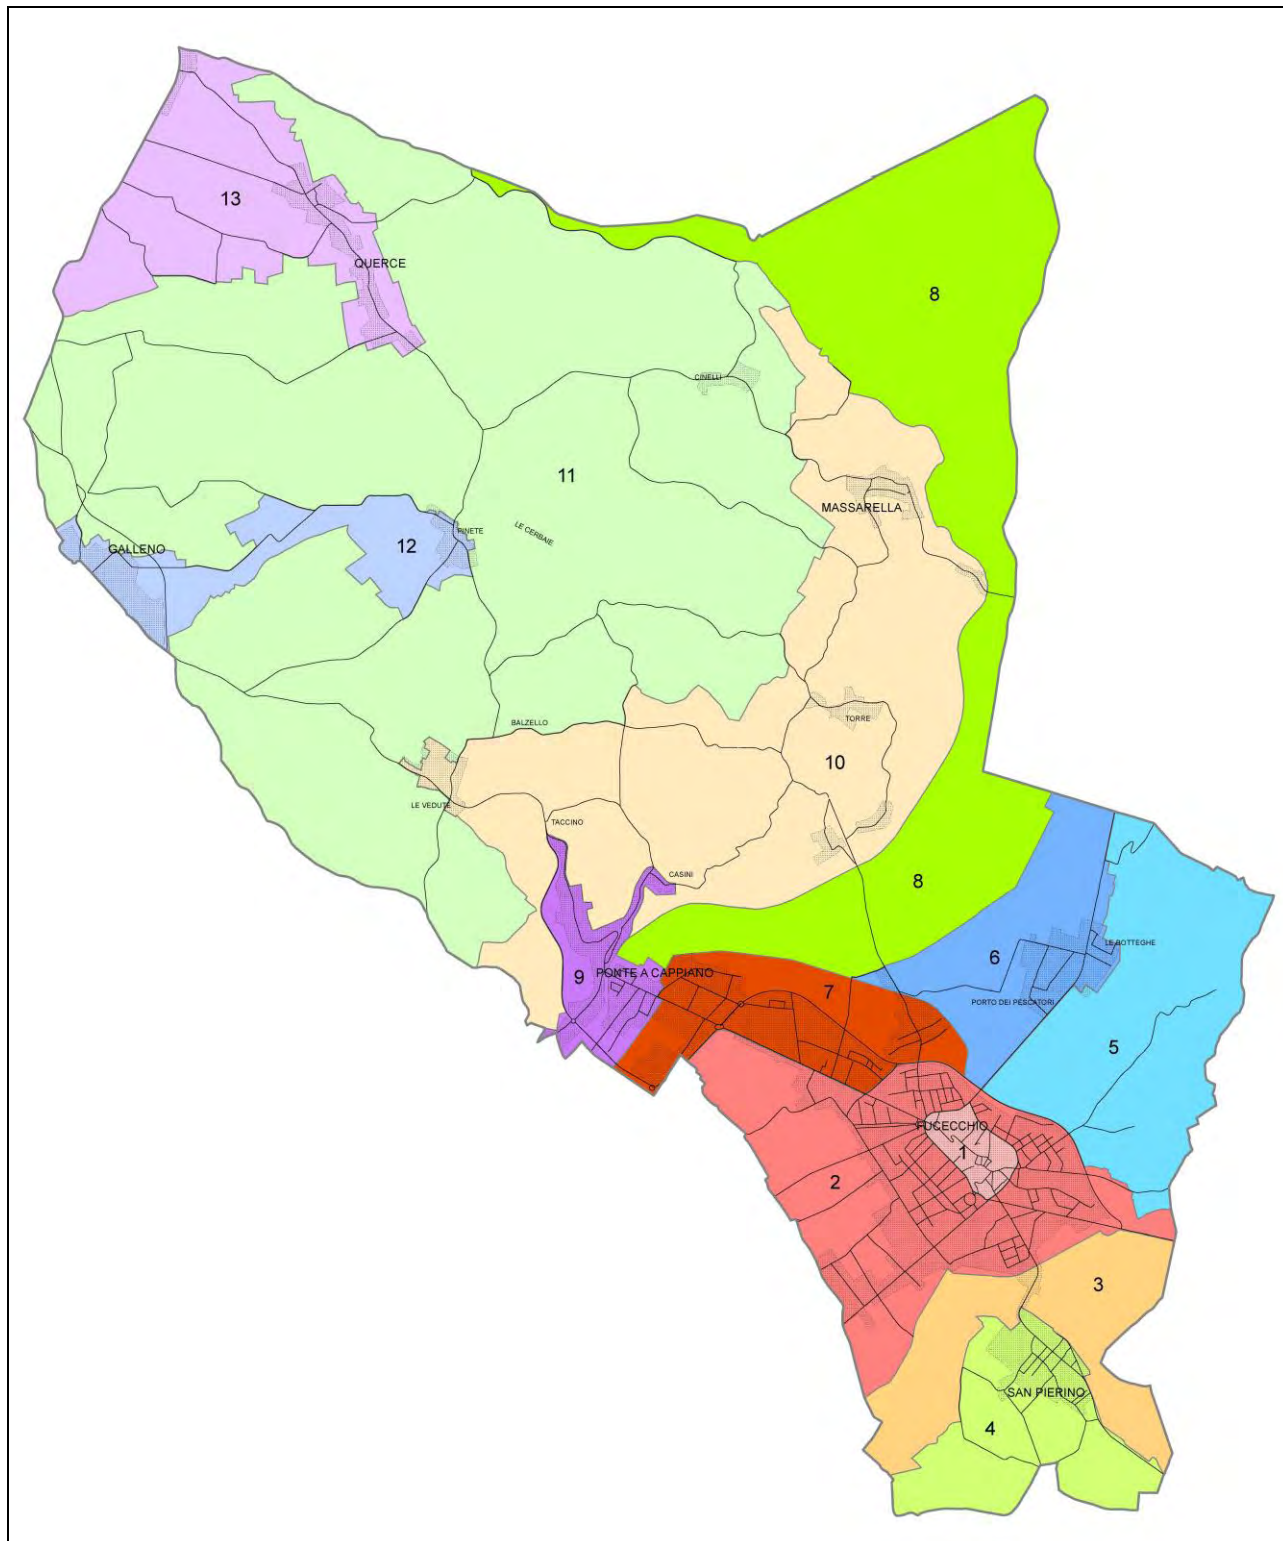 13
8
QUERCE
CINELLI
11
MASSARELLA
LE CERBAIE
PINETE
GALLENO
12
TORRE
BALZELLO
10
LE VEDUTE
TACCINO
CASINI
8
LE BOTTEGHE
6
PONTE A CAPPIANO
9
7
PORTO DEI PESCATORI
5
FUCECCHIO
1
2
3
SAN PIERINO
4